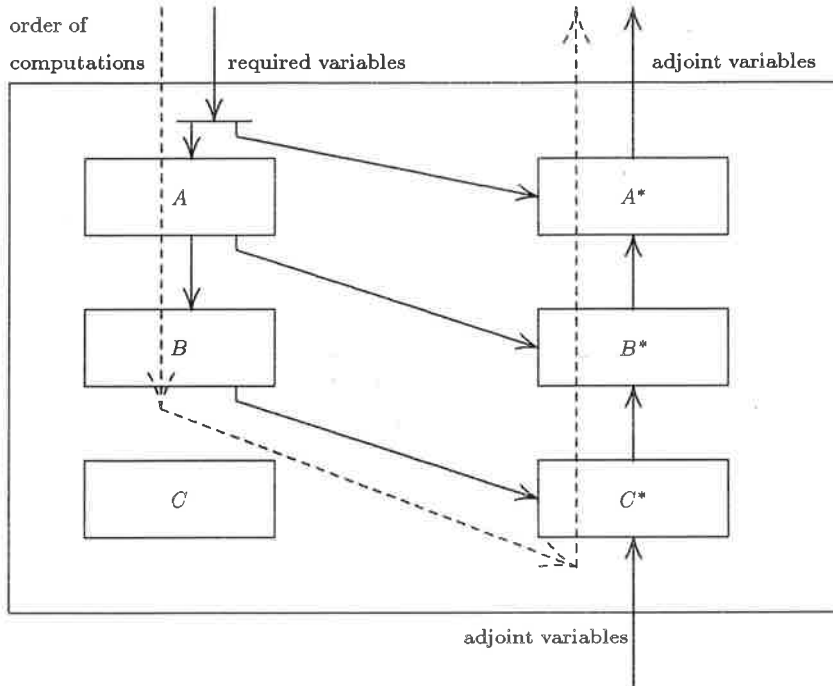 order of
computations
required variables
adjoint variables
A
A*
B
B*
C
C*
adjoint variables